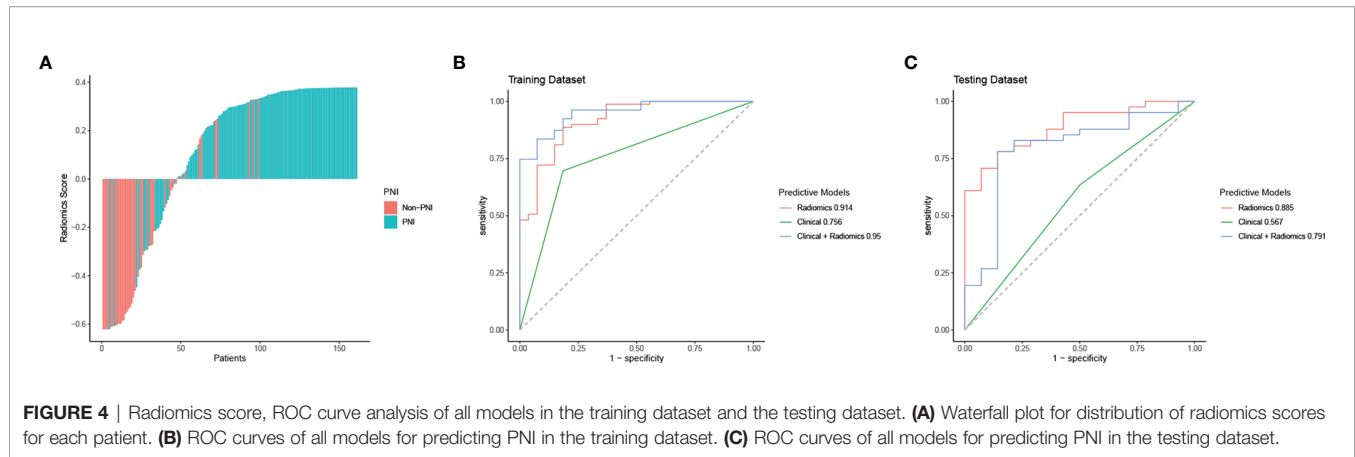 A
Radiomics Score
0.4
0.2
0.0
−0.2
−0.4
−0.6
0
50
100
150
Patients
PNI
Non-PNI
PNI
B
Training Dataset
sensitivity
1.00
0.75
0.50
0.25
0.00
0.00
0.25
0.50
0.75
1.00
1 − specificity
Predictive Models
Radiomics 0.914
Clinical 0.756
Clinical + Radiomics 0.95
C
Testing Dataset
sensitivity
1.00
0.75
0.50
0.25
0.00
0.00
0.25
0.50
0.75
1.00
1 − specificity
Predictive Models
Radiomics 0.885
Clinical 0.567
Clinical + Radiomics 0.791
FIGURE 4 | Radiomics score, ROC curve analysis of all models in the training dataset and the testing dataset. (A) Waterfall plot for distribution of radiomics scores
for each patient. (B) ROC curves of all models for predicting PNI in the training dataset. (C) ROC curves of all models for predicting PNI in the testing dataset.